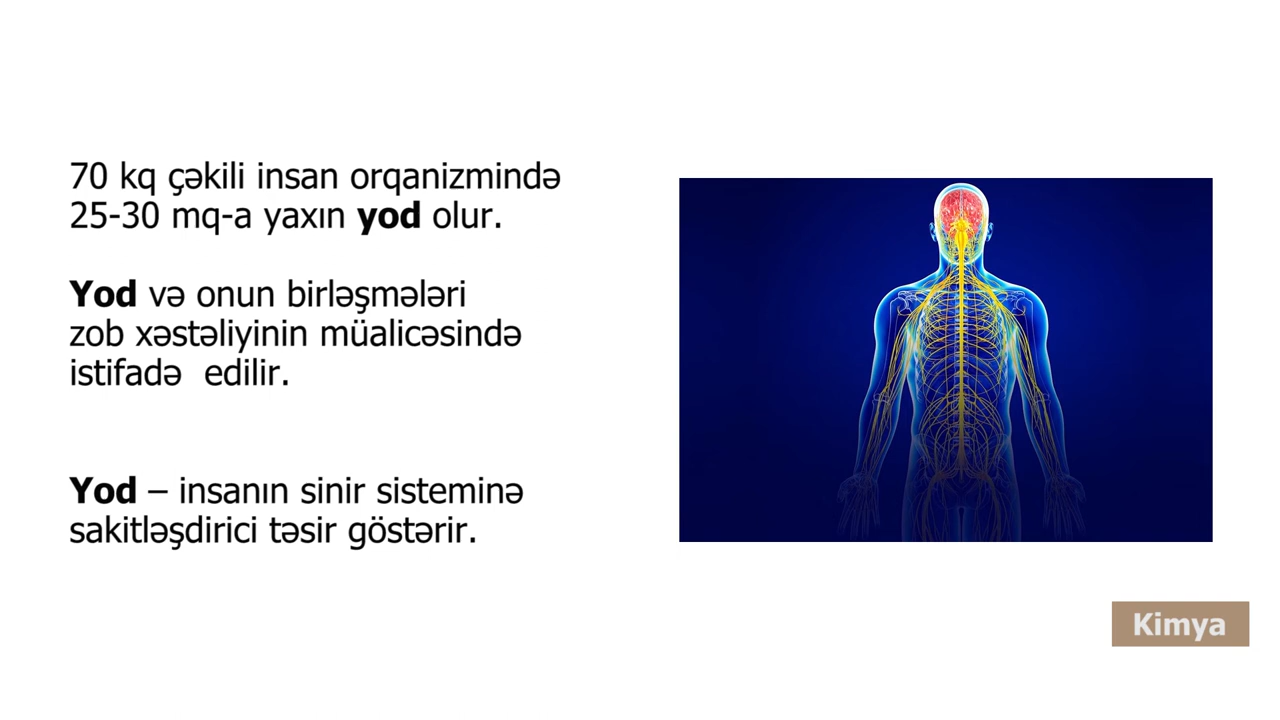 70 kq çəkili insan orqanizmində
25-30 mq-a yaxın yod olur.
Yod və onun birləşmələri
zob xəstəliyinin müalicəsində
istifadə  edilir.
Yod – insanın sinir sisteminə
sakitləşdirici təsir göstərir.
Kimya